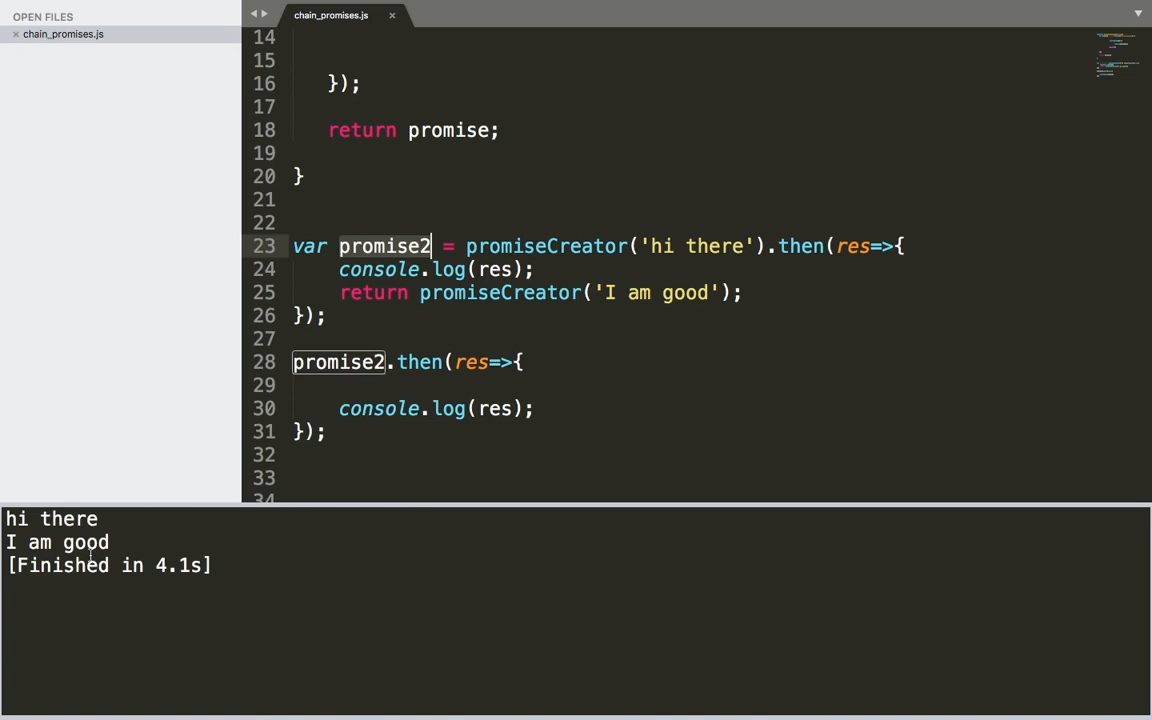 OPEN FILES
× chain_promises.js
chain_promises.js ×
14
15
16 });
17
18 return promise;
19
20 }
21
22
23 var promise2 = promiseCreator('hi there').then(res=>{
24 console.log(res);
25 return promiseCreator('I am good');
26 });
27
28 promise2.then(res=>{
29
30 console.log(res);
31 });
32
33
34
hi there
I am good
[Finished in 4.1s]